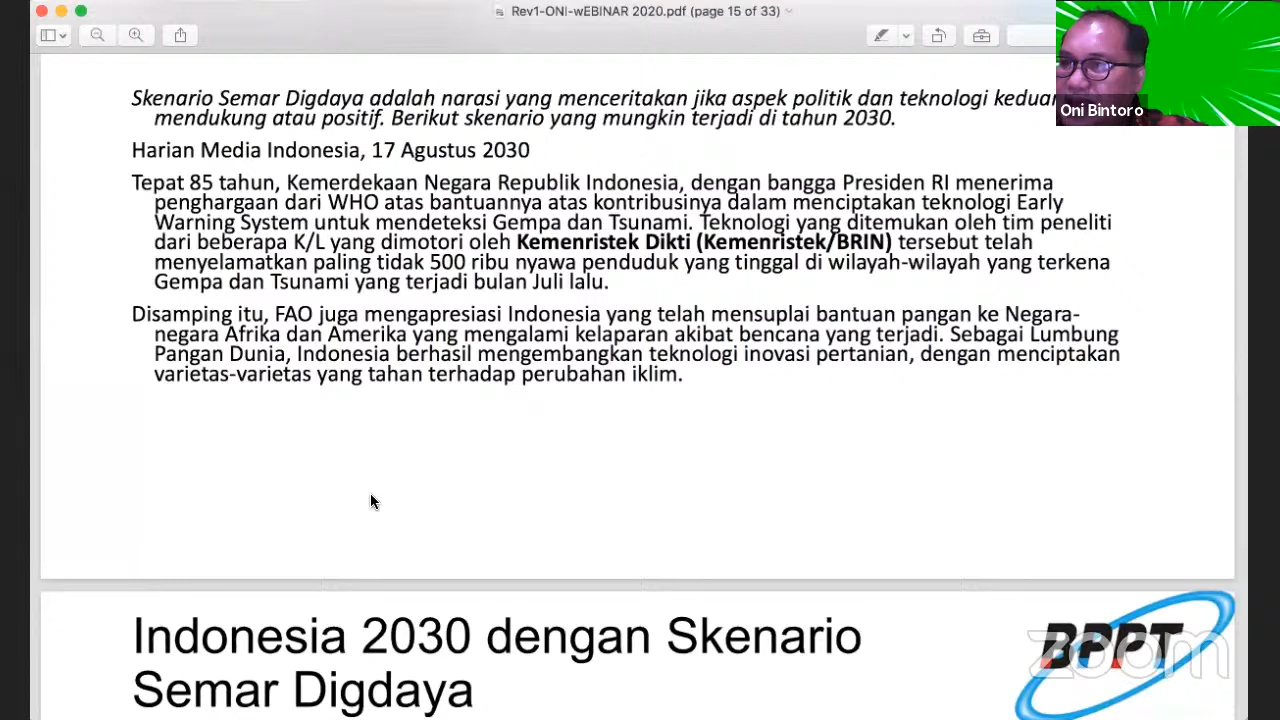 Rev1-ONI-wEBINAR 2020.pdf (page 15 of 33)
Oni Bintoro
Skenario Semar Digdaya adalah narasi yang menceritakan jika aspek politik dan teknologi
mendukung atau positif. Berikut skenario yang mungkin terjadi di tahun 2030.
Harian Media Indonesia, 17 Agustus 2030
Tepat 85 tahun, Kemerdekaan Negara Republik Indonesia, dengan bangga Presiden RI menerima
penghargaan dari WHO atas bantuannya atas kontribusinya dalam menciptakan teknologi Early
Warning System untuk mendeteksi Gempa dan Tsunami. Teknologi yang ditemukan oleh tim peneliti
dari beberapa K/L yang dimotori oleh Kemenristek Dikti (Kemenristek/BRIN) tersebut telah
menyelamatkan paling tidak 500 ribu nyawa penduduk yang tinggal di wilayah-wilayah yang terkena
Gempa dan Tsunami yang terjadi bulan Juli lalu.
Disamping itu, FAO juga mengapresiasi Indonesia yang telah mensuplai bantuan pangan ke Negara-
negara Afrika dan Amerika yang mengalami kelaparan akibat bencana yang terjadi. Sebagai Lumbung
Pangan Dunia, Indonesia berhasil mengembangkan teknologi inovasi pertanian, dengan menciptakan
varietas-varietas yang tahan terhadap perubahan iklim.
Indonesia 2030 dengan Skenario
Semar Digdaya
BPPT
zoom